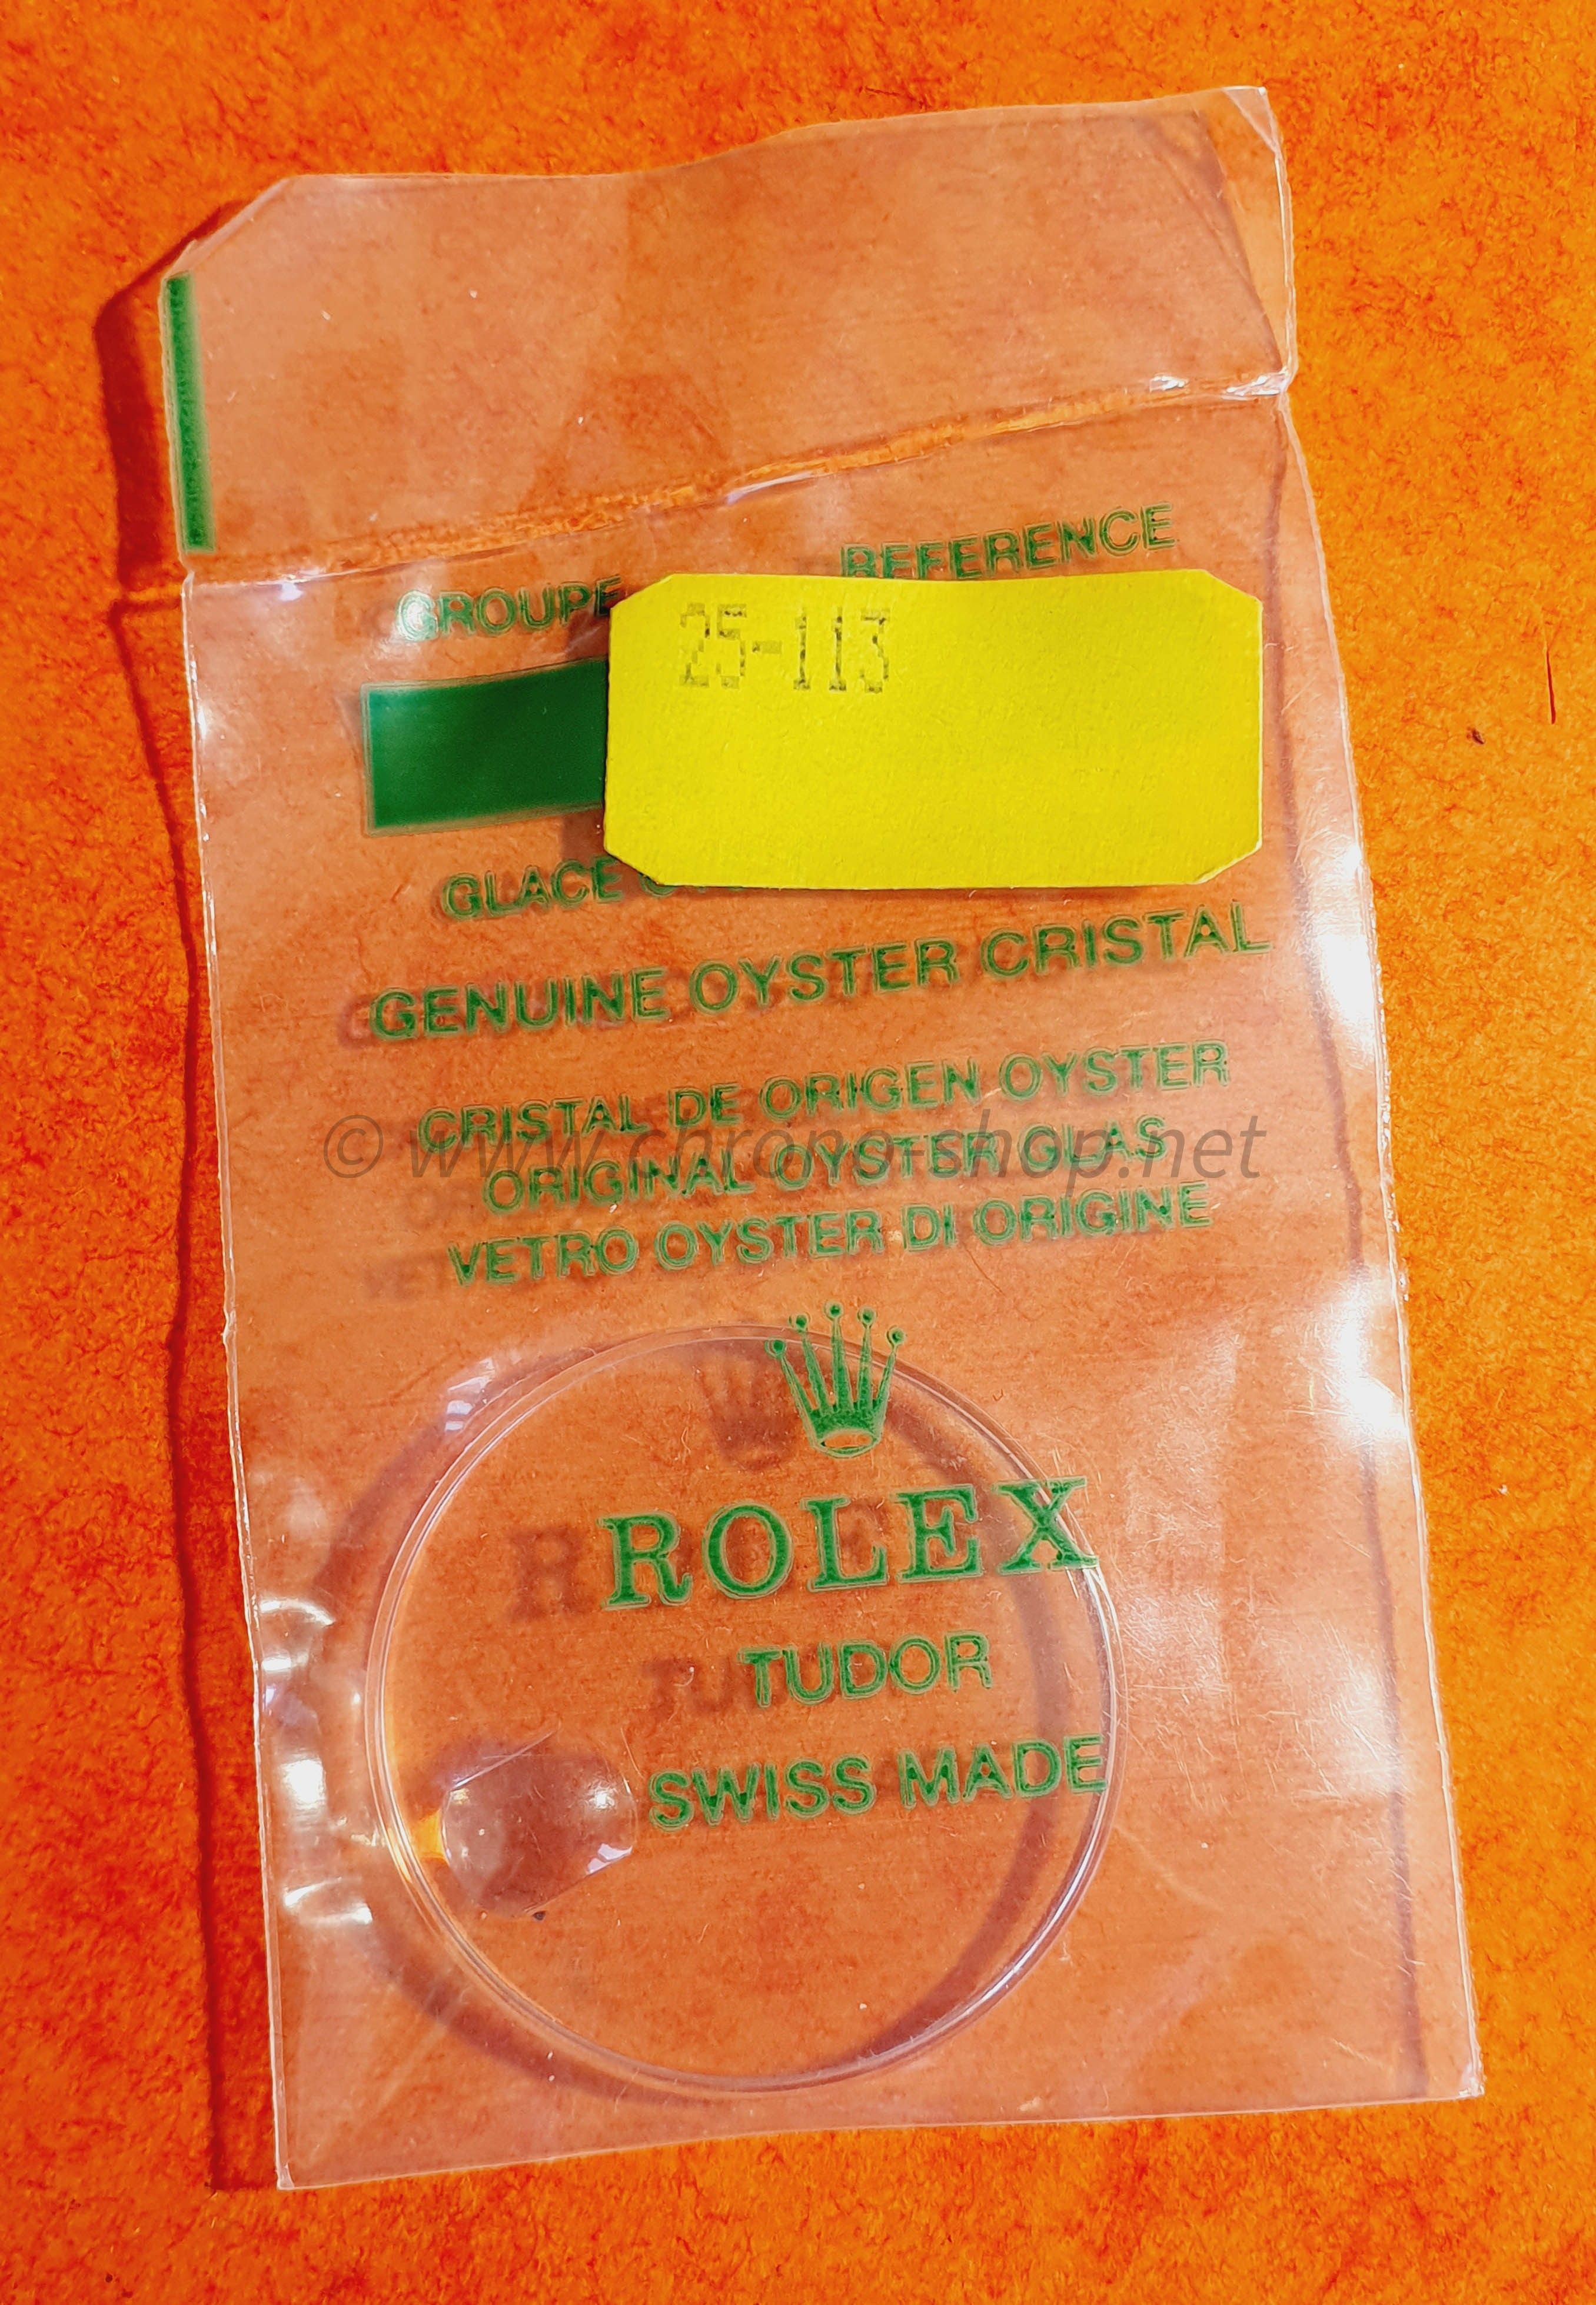 GROUPE REFERENCE
25-113
GLACE
GENUINE OYSTER CRISTAL
CRISTAL DE ORIGEN OYSTER
© www.chrono-shop.net
ORIGINAL OYSTER GLAS
VETRO OYSTER DI ORIGINE
ROLEX
TUDOR
SWISS MADE